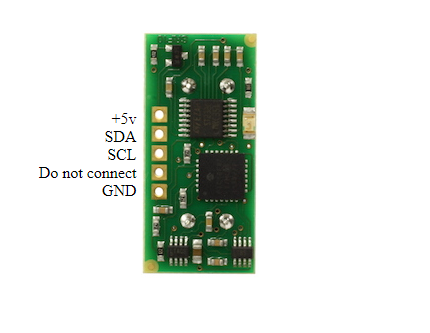 +5v
SDA
SCL
Do not connect
GND